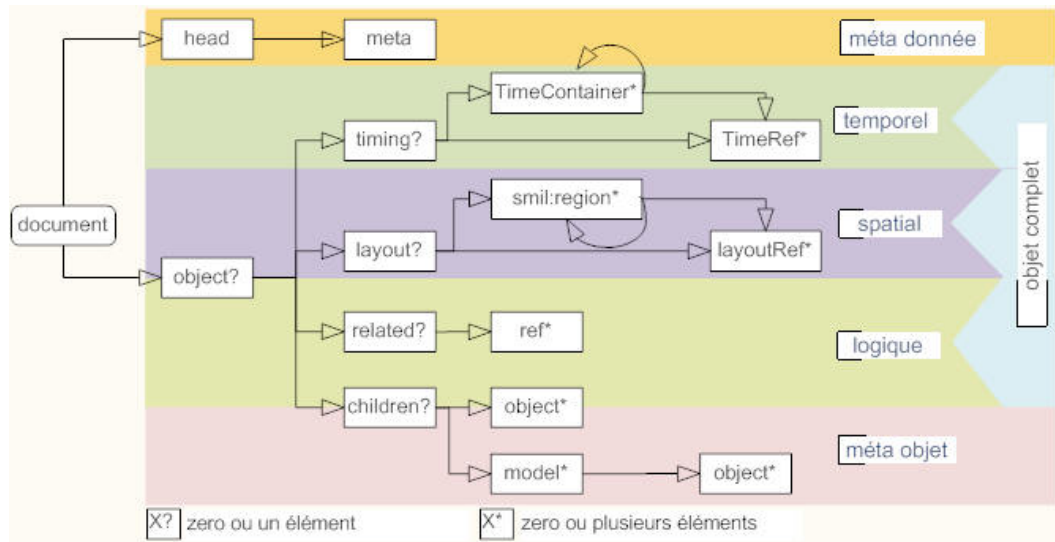 head
meta
méta donnée
TimeContainer*
timing?
TimeRef*
temporel
smil:region*
document
layout?
layoutRef*
spatial
object?
objet complet
related?
ref*
logique
children?
object*
model*
object*
méta objet
X? zero ou un élément
X* zero ou plusieurs éléments